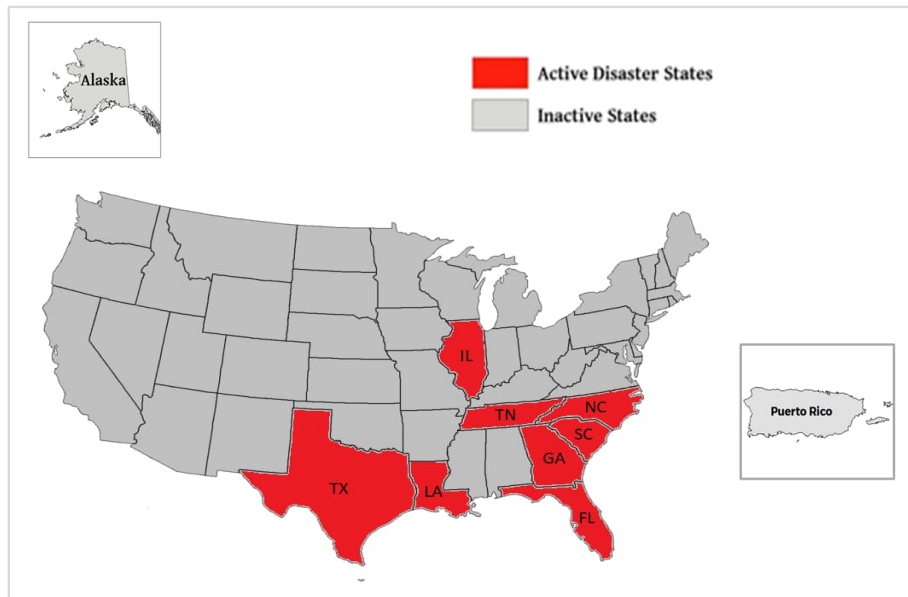 Alaska
Active Disaster States
Inactive States
IL
TN
NC
SC
GA
TX
LA
FL
Puerto Rico